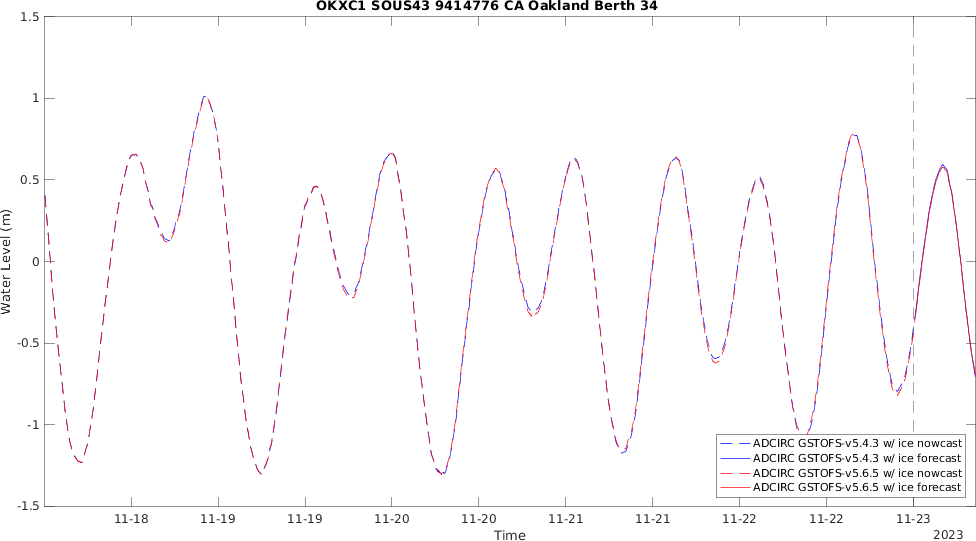 OKXC1 SOUS43 9414776 CA Oakland Berth 34
1.5
1
0.5
0
-0.5
-1
-1.5
Water Level (m)
ADCIRC GSTOFS-v5.4.3 w/ ice nowcast
ADCIRC GSTOFS-v5.4.3 w/ ice forecast
ADCIRC GSTOFS-v5.6.5 w/ ice nowcast
ADCIRC GSTOFS-v5.6.5 w/ ice forecast
11-18 11-19 11-19 11-20 11-20 11-21 11-21 11-22 11-22 11-23
Time
2023